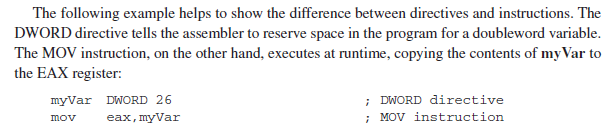 The following example helps to show the difference between directives and instructions. The
DWORD directive tells the assembler to reserve space in the program for a doubleword variable.
The MOV instruction, on the other hand, executes at runtime, copying the contents of myVar to
the EAX register:
myVar DWORD 26 ; DWORD directive
mov eax,myVar ; MOV instruction